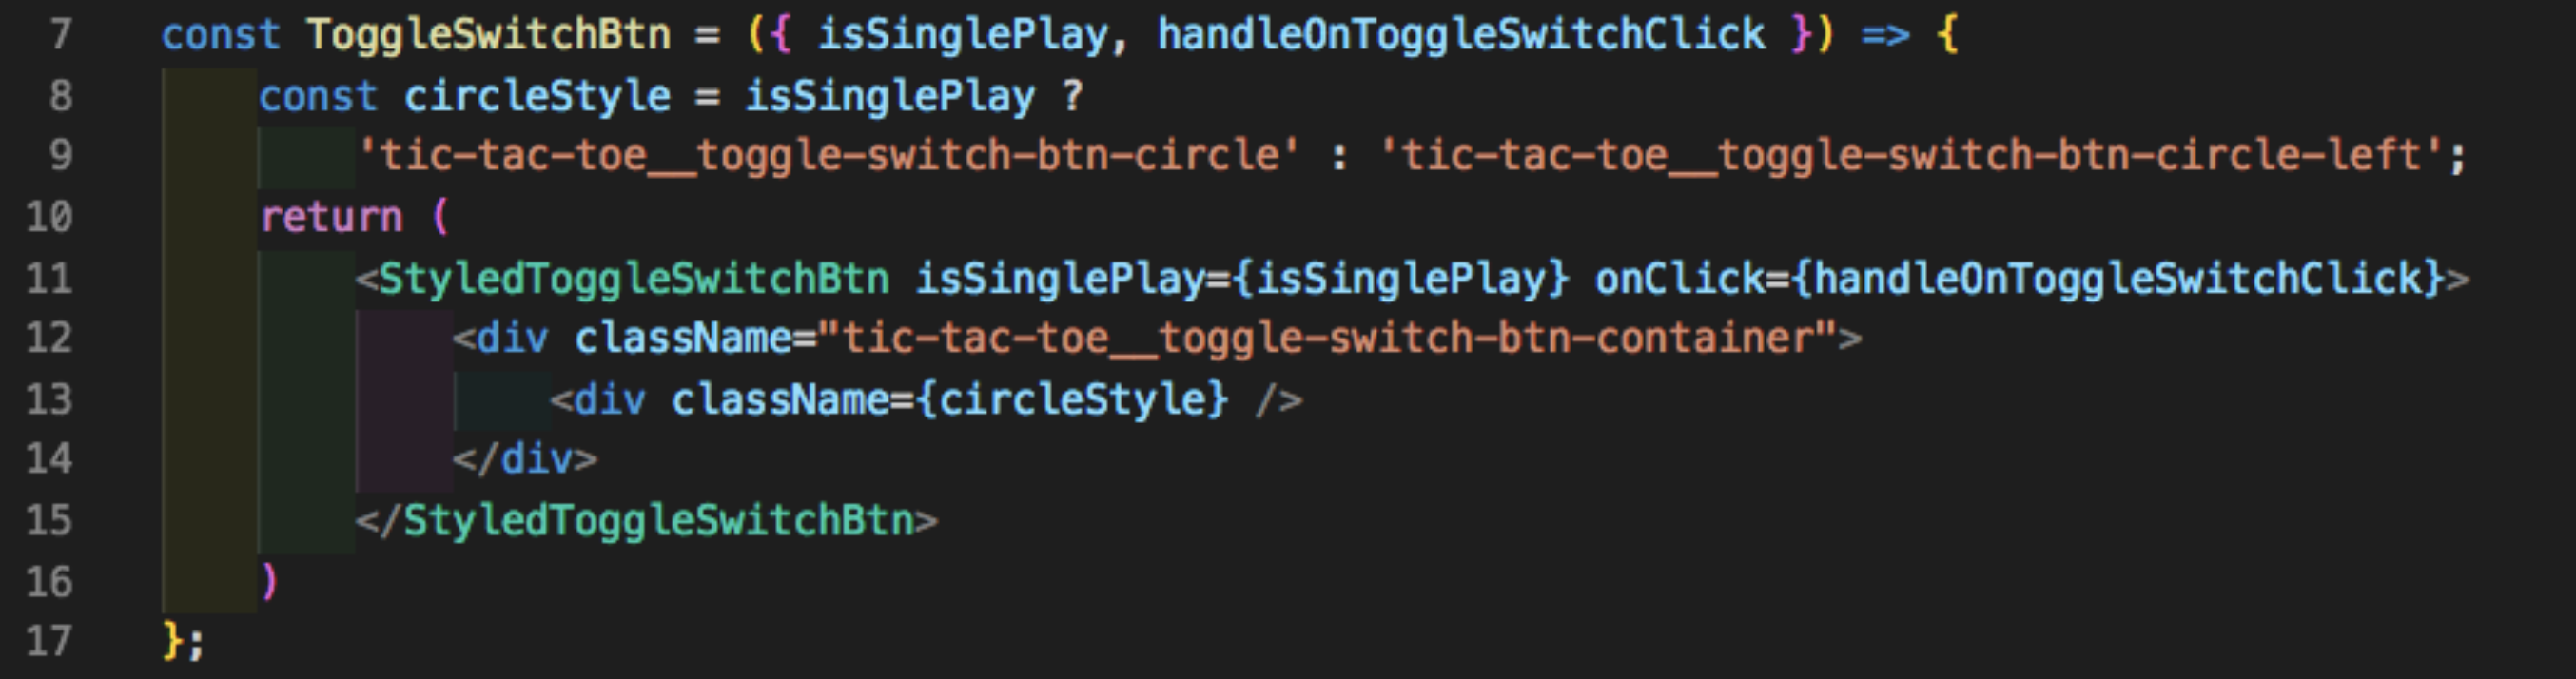 7 const ToggleSwitchBtn = ({ isSinglePlay, handleOnToggleSwitchClick }) => {
8 const circleStyle = isSinglePlay ?
9 'tic-tac-toe__toggle-switch-btn-circle' : 'tic-tac-toe__toggle-switch-btn-circle-left';
10 return (
11 <StyledToggleSwitchBtn isSinglePlay={isSinglePlay} onClick={handleOnToggleSwitchClick}>
12 <div className="tic-tac-toe__toggle-switch-btn-container">
13 <div className={circleStyle} />
14 </div>
15 </StyledToggleSwitchBtn>
16 )
17 };